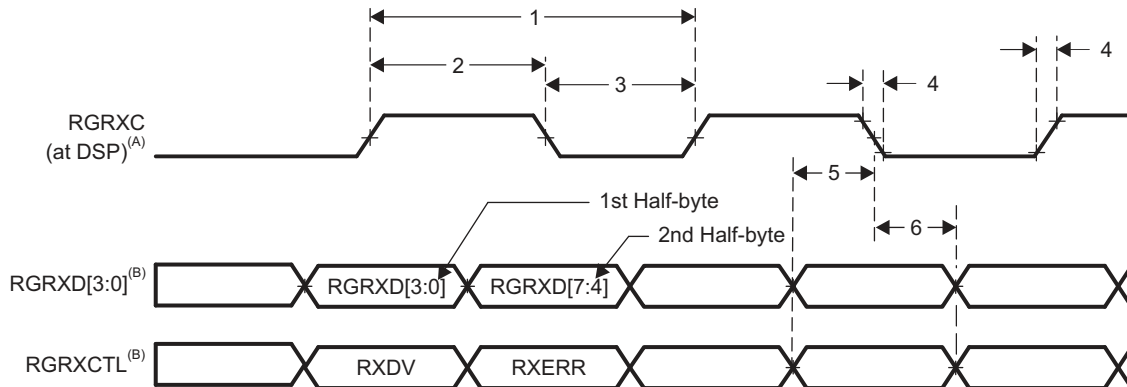 1
2
3
4
4
RGRXC
(at DSP)(A)
5
1st Half-byte
6
2nd Half-byte
RGRXD[3:0](B)
RGRXD[3:0]
RGRXD[7:4]
RGRXCTL(B)
RXDV
RXERR